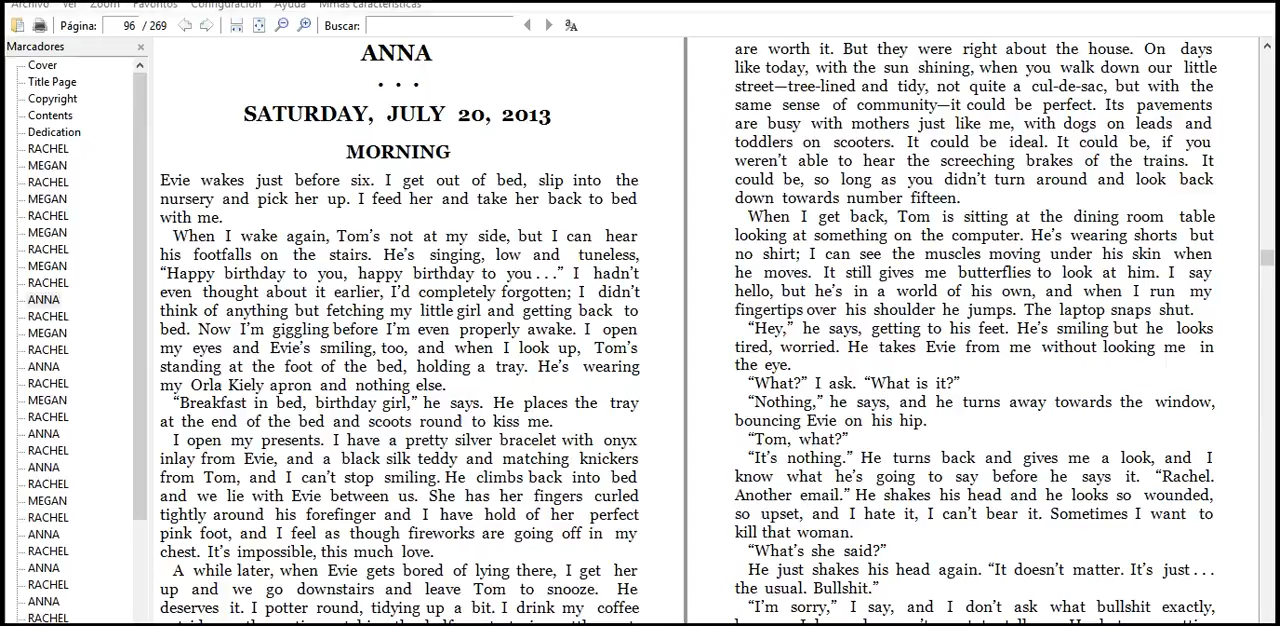 Archivo Ver Zoom Favoritos Configuración Ayuda Mimas características
Página: 96 / 269 Buscar:
Marcadores
Cover
Title Page
Copyright
Contents
Dedication
RACHEL
MEGAN
RACHEL
MEGAN
RACHEL
MEGAN
RACHEL
MEGAN
RACHEL
ANNA
RACHEL
MEGAN
RACHEL
ANNA
RACHEL
MEGAN
RACHEL
ANNA
RACHEL
ANNA
RACHEL
MEGAN
RACHEL
ANNA
RACHEL
ANNA
RACHEL
ANNA
RACHEL
ANNA
• • •
SATURDAY, JULY 20, 2013
MORNING
Evie wakes just before six. I get out of bed, slip into the
nursery and pick her up. I feed her and take her back to bed
with me.
When I wake again, Tom’s not at my side, but I can hear
his footfalls on the stairs. He’s singing, low and tuneless,
“Happy birthday to you, happy birthday to you . . .” I hadn’t
even thought about it earlier, I’d completely forgotten; I didn’t
think of anything but fetching my little girl and getting back to
bed. Now I’m giggling before I’m even properly awake. I open
my eyes and Evie’s smiling, too, and when I look up, Tom’s
standing at the foot of the bed, holding a tray. He’s wearing
my Orla Kiely apron and nothing else.
“Breakfast in bed, birthday girl,” he says. He places the tray
at the end of the bed and scoots round to kiss me.
I open my presents. I have a pretty silver bracelet with onyx
inlay from Evie, and a black silk teddy and matching knickers
from Tom, and I can’t stop smiling. He climbs back into bed
and we lie with Evie between us. She has her fingers curled
tightly around his forefinger and I have hold of her perfect
pink foot, and I feel as though fireworks are going off in my
chest. It’s impossible, this much love.
A while later, when Evie gets bored of lying there, I get her
up and we go downstairs and leave Tom to snooze. He
deserves it. I potter round, tidying up a bit. I drink my coffee
are worth it. But they were right about the house. On days
like today, with the sun shining, when you walk down our little
street—tree-lined and tidy, not quite a cul-de-sac, but with the
same sense of community—it could be perfect. Its pavements
are busy with mothers just like me, with dogs on leads and
toddlers on scooters. It could be ideal. It could be, if you
weren’t able to hear the screeching brakes of the trains. It
could be, so long as you didn’t turn around and look back
down towards number fifteen.
When I get back, Tom is sitting at the dining room table
looking at something on the computer. He’s wearing shorts but
no shirt; I can see the muscles moving under his skin when
he moves. It still gives me butterflies to look at him. I say
hello, but he’s in a world of his own, and when I run my
fingertips over his shoulder he jumps. The laptop snaps shut.
“Hey,” he says, getting to his feet. He’s smiling but he looks
tired, worried. He takes Evie from me without looking me in
the eye.
“What?” I ask. “What is it?”
“Nothing,” he says, and he turns away towards the window,
bouncing Evie on his hip.
“Tom, what?”
“It’s nothing.” He turns back and gives me a look, and I
know what he’s going to say before he says it. “Rachel.
Another email.” He shakes his head and he looks so wounded,
so upset, and I hate it, I can’t bear it. Sometimes I want to
kill that woman.
“What’s she said?”
He just shakes his head again. “It doesn’t matter. It’s just . . .
the usual. Bullshit.”
“I’m sorry,” I say, and I don’t ask what bullshit exactly,